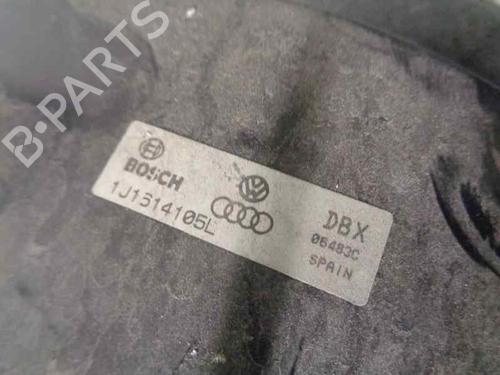 B-PARTS
BOSCH
1J1614105L
DBX
06483C
SPAIN